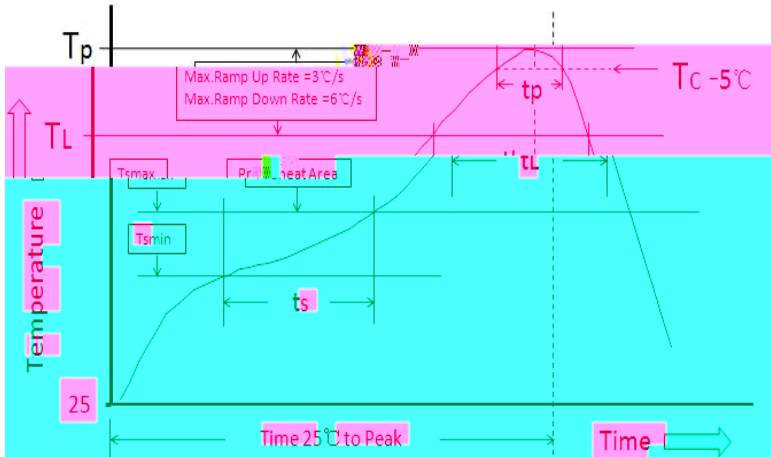 Tp
Max.Ramp Up Rate =3℃/s
Max.Ramp Down Rate =6℃/s
tp
TC -5℃
TL
tL
Tsmax
Area
Tsmin
ts
Temperature
25
Time 25℃ to Peak
Time